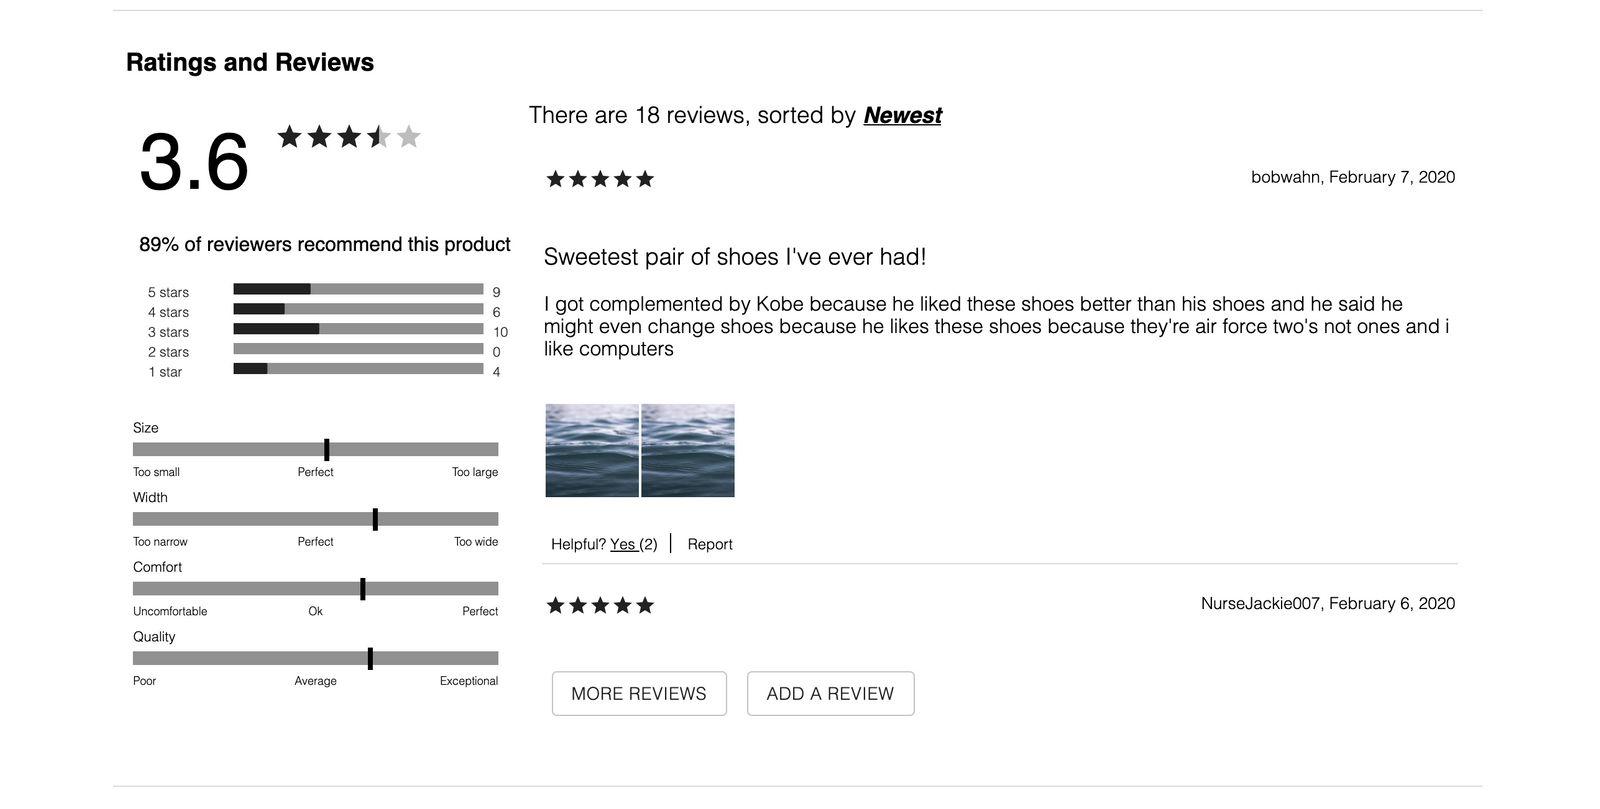 Ratings and Reviews
3.6
89% of reviewers recommend this product
5 stars 9
4 stars 6
3 stars 10
2 stars 0
1 star 4
Size
Too small Perfect Too large
Width
Too narrow Perfect Too wide
Comfort
Uncomfortable Ok Perfect
Quality
Poor Average Exceptional
There are 18 reviews, sorted by Newest
bobwahn, February 7, 2020
Sweetest pair of shoes I've ever had!
I got complemented by Kobe because he liked these shoes better than his shoes and he said he
might even change shoes because he likes these shoes because they're air force two's not ones and i
like computers
Helpful? Yes (2) | Report
NurseJackie007, February 6, 2020
MORE REVIEWS ADD A REVIEW